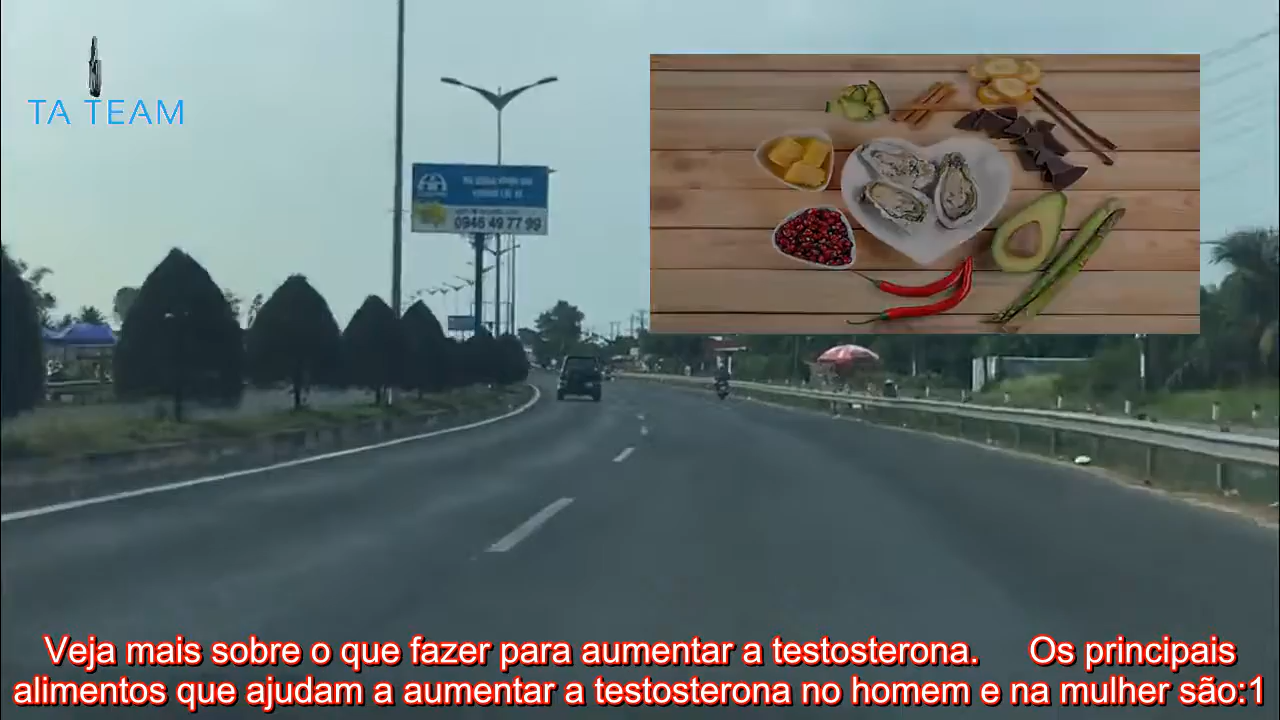 TA TEAM
0945 49 77 99
Veja mais sobre o que fazer para aumentar a testosterona. Os principais
alimentos que ajudam a aumentar a testosterona no homem e na mulher são:1